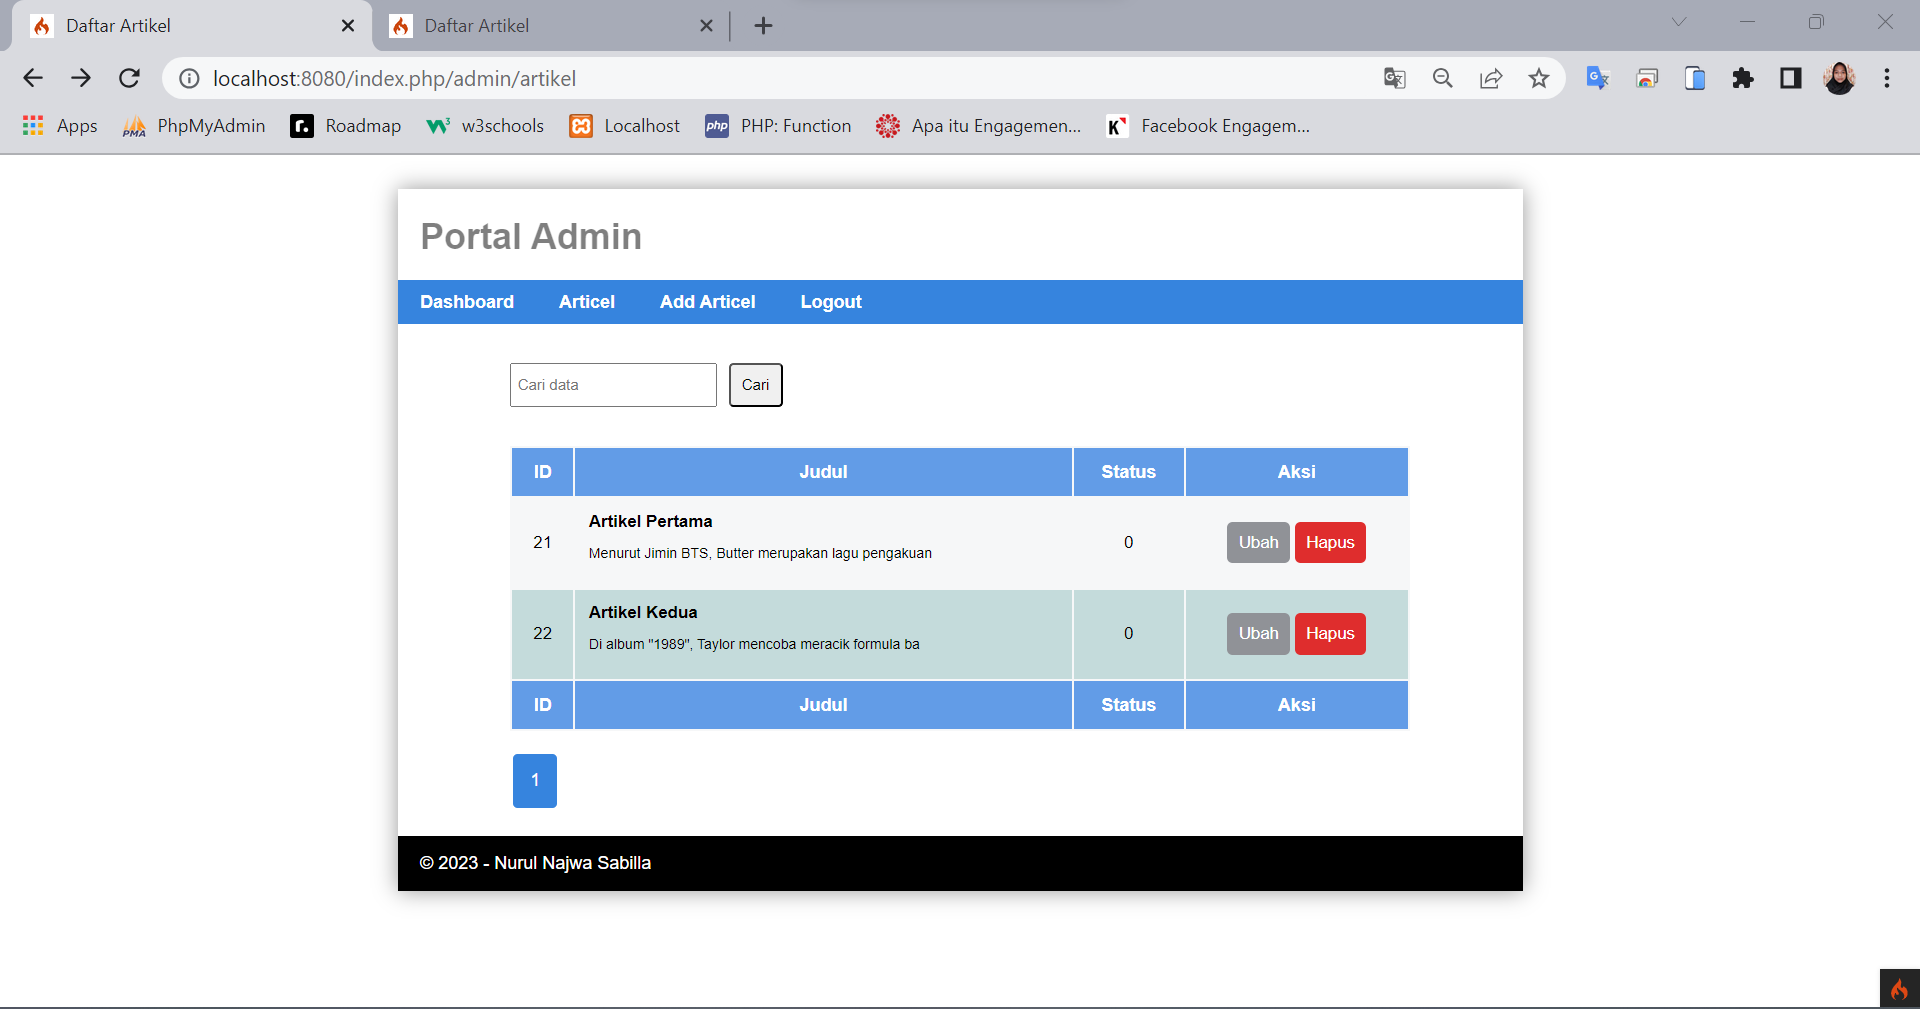 Daftar Artikel
Daftar Artikel
localhost:8080/index.php/admin/artikel
Apps
PhpMyAdmin
Roadmap
w3schools
Localhost
PHP: Function
Apa itu Engagemen...
Facebook Engagem...
Portal Admin
Dashboard Articel Add Articel Logout
Cari data Cari
ID Judul Status Aksi
Artikel Pertama
21 0 Ubah Hapus
Menurut Jimin BTS, Butter merupakan lagu pengakuan
Artikel Kedua
22 0 Ubah Hapus
Di album "1989", Taylor mencoba meracik formula ba
ID Judul Status Aksi
1
© 2023 - Nurul Najwa Sabilla